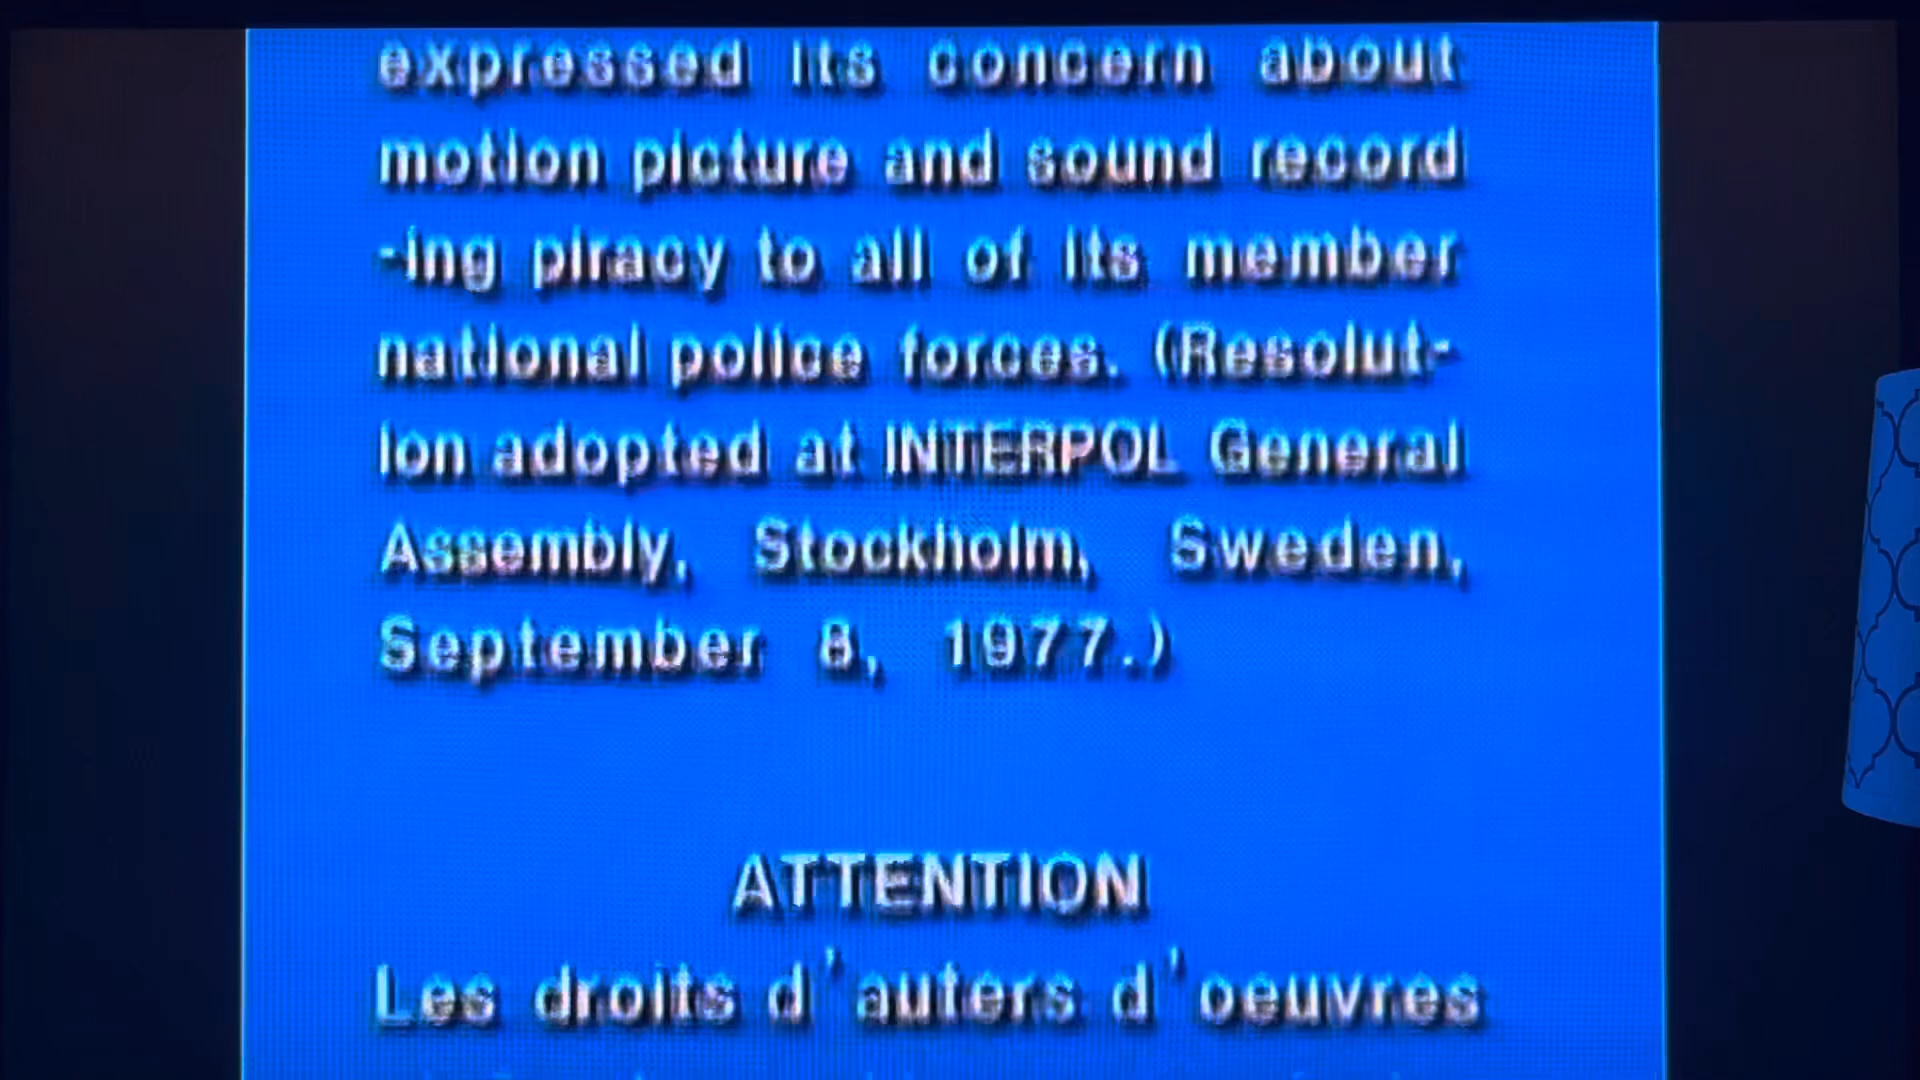 expressed its concern about
motion picture and sound record
-ing piracy to all of its member
national police forces. (Resolut-
ion adopted at INTERPOL General
Assembly, Stockholm, Sweden,
September 8, 1977.)
ATTENTION
Les droits d'auters d'oeuvres